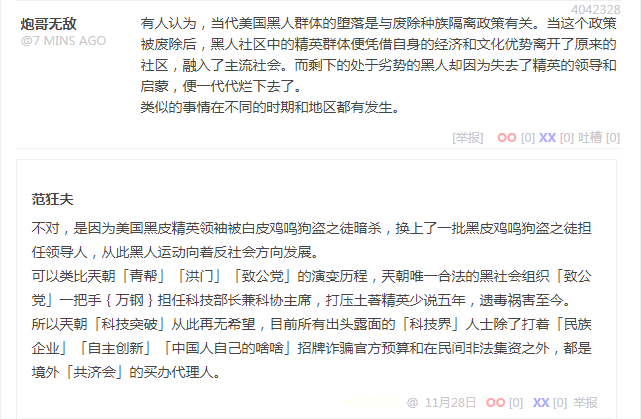 4042328
炮哥无敌
@7 MINS AGO
有人认为，当代美国黑人群体的堕落是与废除种族隔离政策有关。当这个政策
被废除后，黑人社区中的精英群体便凭借自身的经济和文化优势离开了原来的
社区，融入了主流社会。而剩下的处于劣势的黑人却因为失去了精英的领导和
启蒙，便一代代烂下去了。
类似的事情在不同的时期和地区都有发生。
[举报] OO [0] XX [0] 吐槽 [0]
范狂夫
不对，是因为美国黑皮精英领袖被白皮鸡鸣狗盗之徒暗杀，换上了一批黑皮鸡鸣狗盗之徒担
任领导人，从此黑人运动向着反社会方向发展。
可以类比天朝「青帮」「洪门」「致公党」的演变历程，天朝唯一合法的黑社会组织「致公
党」一把手｛万钢｝担任科技部长兼科协主席，打压土著精英少说五年，遗毒祸害至今。
所以天朝「科技突破」从此再无希望，目前所有出头露面的「科技界」人士除了打着「民族
企业」「自主创新」「中国人自己的啥啥」招牌诈骗官方预算和在民间非法集资之外，都是
境外「共济会」的买办代理人。
@ 11月28日 OO [0] XX [0] 举报